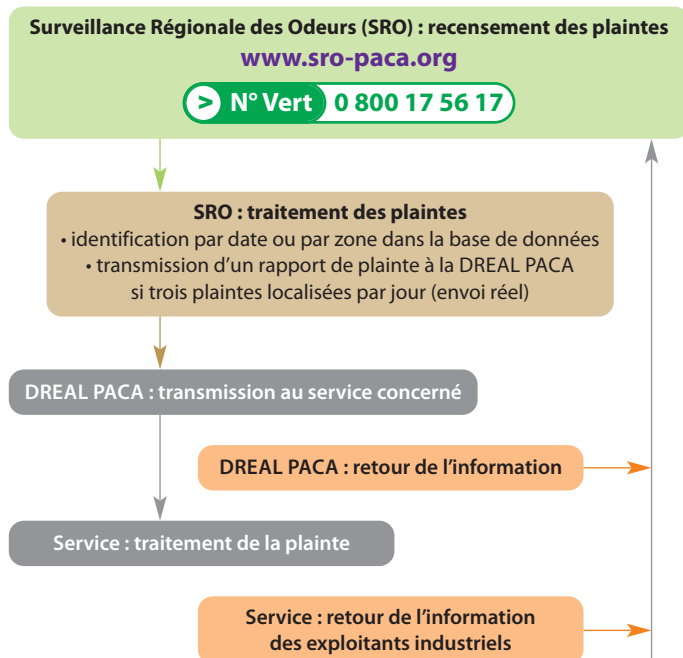 Surveillance Régionale des Odeurs (SRO) : recensement des plaintes
www.sro-paca.org
> N° Vert 0 800 17 56 17
SRO : traitement des plaintes
• identification par date ou par zone dans la base de données
• transmission d'un rapport de plainte à la DREAL PACA
si trois plaintes localisées par jour (envoi réel)
DREAL PACA : transmission au service concerné
DREAL PACA : retour de l'information
Service : traitement de la plainte
Service : retour de l'information
des exploitants industriels